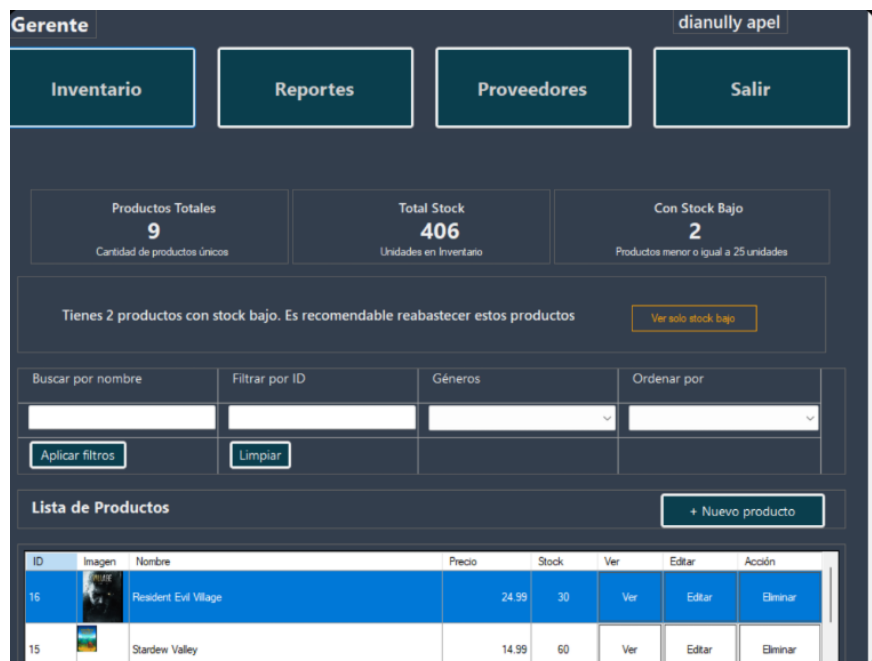 Gerente
dianully apel
Inventario
Reportes
Proveedores
Salir
Productos Totales
9
Cantidad de productos únicos
Total Stock
406
Unidades en Inventario
Con Stock Bajo
2
Productos menor o igual a 25 unidades
Tienes 2 productos con stock bajo. Es recomendable reabastecer estos productos
Ver solo stock bajo
Buscar por nombre
Filtrar por ID
Géneros
Ordenar por
Aplicar filtros
Limpiar
Lista de Productos
+ Nuevo producto
ID Imagen Nombre Precio Stock Ver Editar Acción
16 Resident Evil Village 24.99 30 Ver Editar Eliminar
15 Stardew Valley 14.99 60 Ver Editar Eliminar